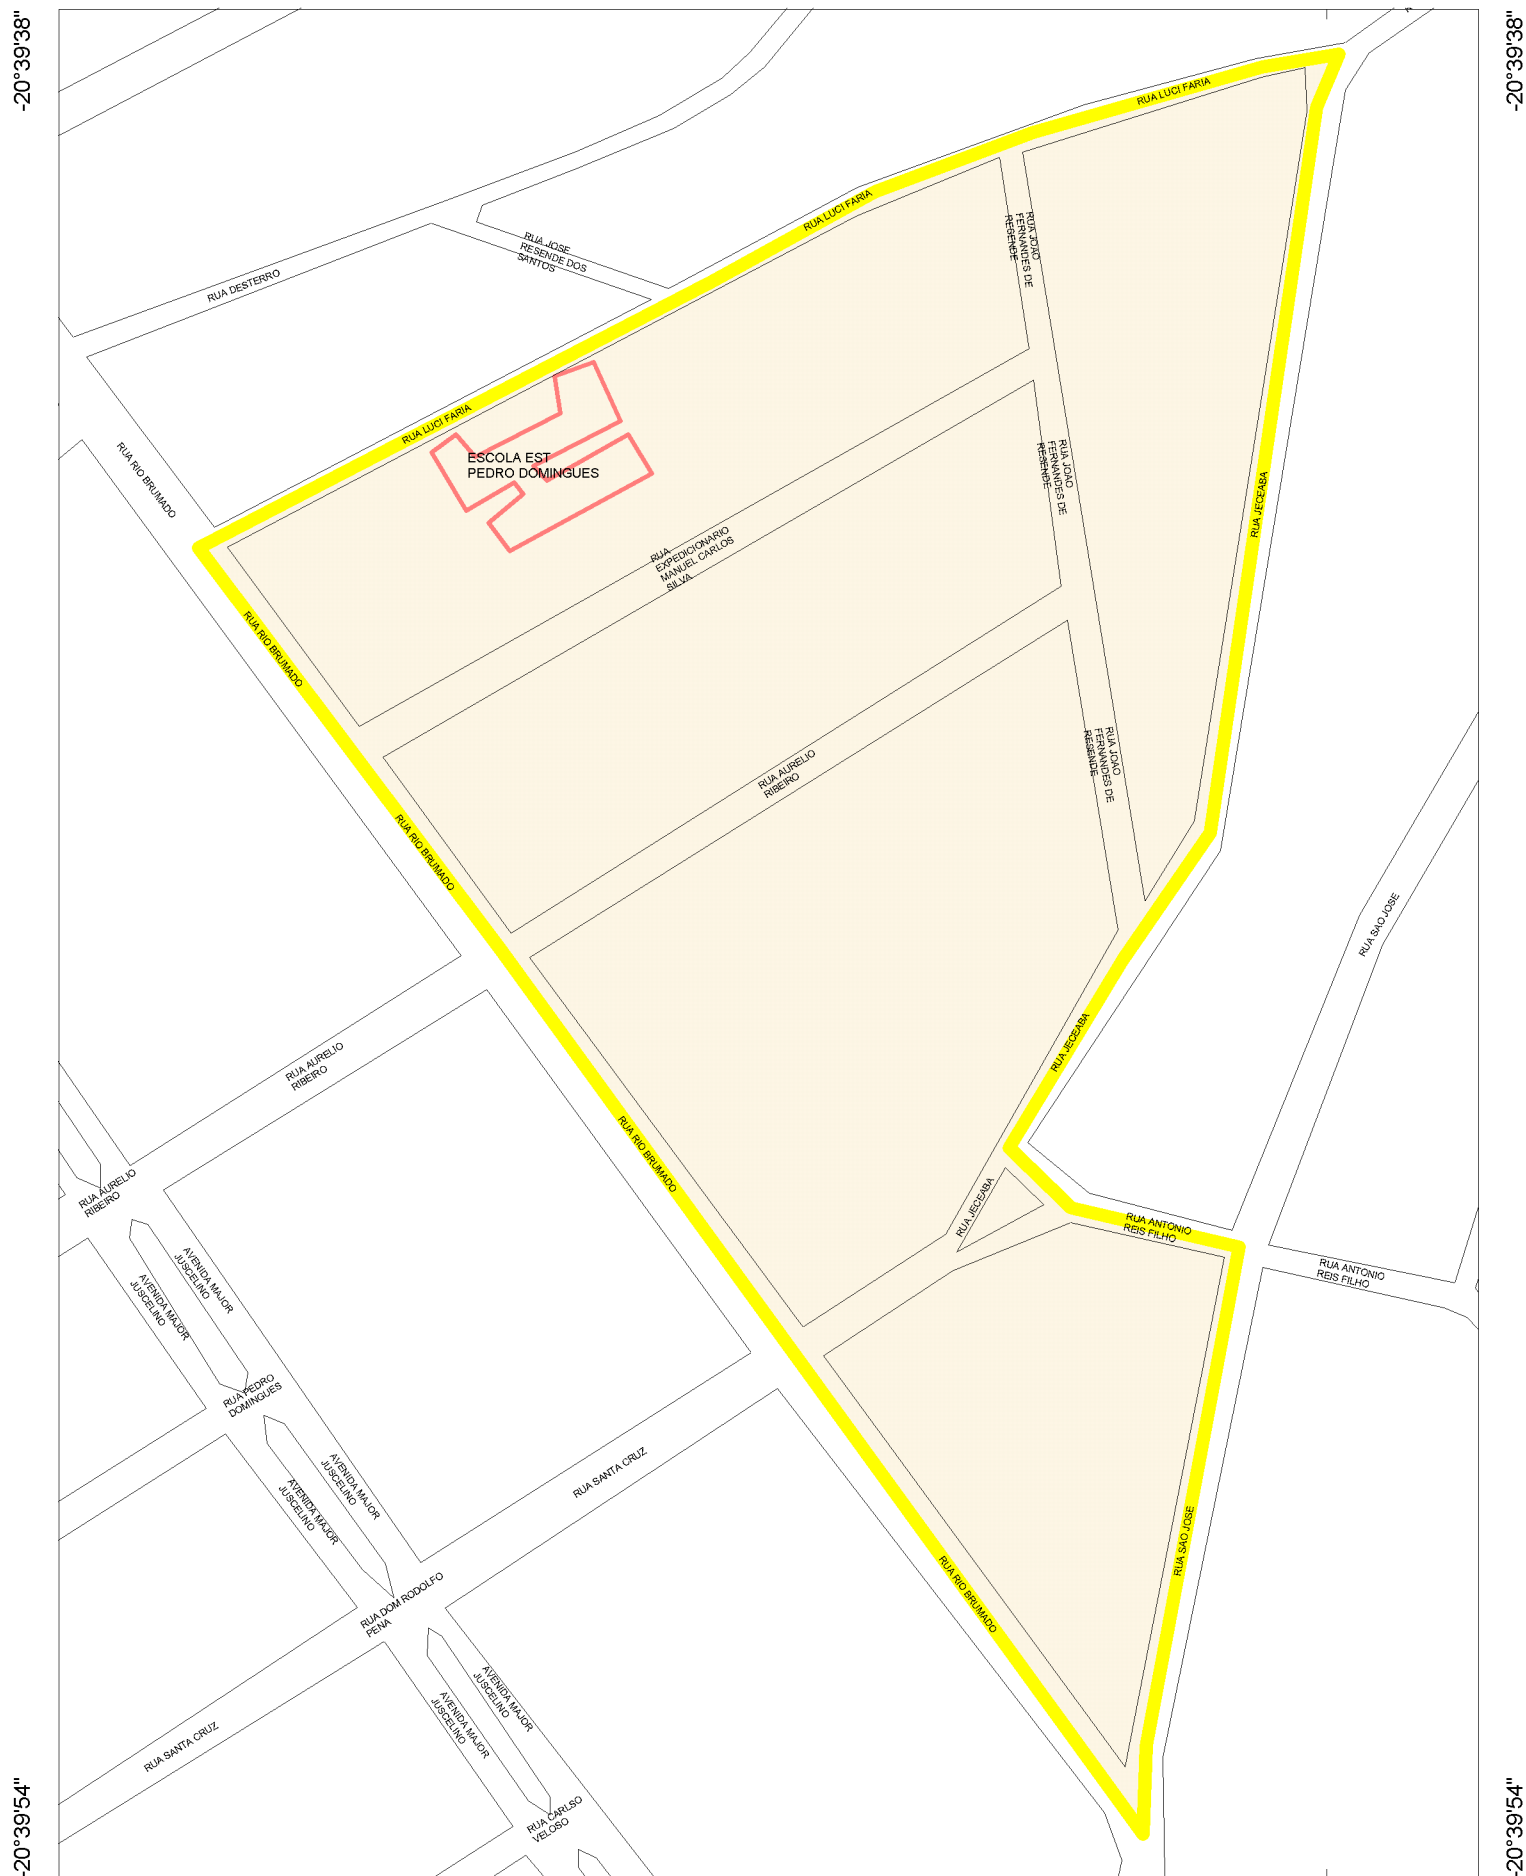 -20°39'38"
-20°39'38"
RUA LUCI FARIA
RUA LUCI FARIA
RUA JOAO
FERNANDES DE
RESENDE
RUA JOSE
RESENDE DOS
SANTOS
RUA DESTERRO
RUA LUCI FARIA
RUA RIO BRUMADO
ESCOLA EST
PEDRO DOMINGUES
RUA JOAO
FERNANDES DE
RESENDE
RUA JECEABA
RUA
EXPEDICIONARIO
MANUEL CARLOS
SILVA
RUA RIO BRUMADO
RUA AURELIO
RIBEIRO
RUA JOAO
FERNANDES DE
RESENDE
RUA RIO BRUMADO
RUA SAO JOSE
RUA JECEABA
RUA AURELIO
RIBEIRO
RUA RIO BRUMADO
RUA AURELIO
RIBEIRO
RUA JECEABA
RUA ANTONIO
REIS FILHO
RUA ANTONIO
REIS FILHO
AVENIDA MAJOR
JUSCELINO
AVENIDA MAJOR
JUSCELINO
RUA PEDRO
DOMINGUES
AVENIDA MAJOR
JUSCELINO
AVENIDA MAJOR
JUSCELINO
RUA SANTA CRUZ
RUA SAO JOSE
RUA RIO BRUMADO
RUA DOM RODOLFO
PENA
AVENIDA MAJOR
JUSCELINO
AVENIDA MAJOR
JUSCELINO
RUA SANTA CRUZ
RUA CARLSO
VELOSO
-20°39'54"
-20°39'54"